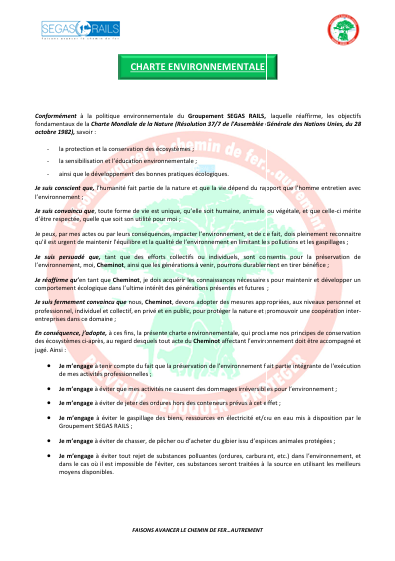 SEGAS RAILS
CHARTE ENVIRONNEMENTALE
Conformément à la politique environnementale du Groupement SEGAS RAILS, laquelle réaffirme, les objectifs
fondamentaux de la Charte Mondiale de la Nature (Résolution 37/7 de l'Assemblée Générale des Nations Unies, du 28
octobre 1982), savoir :
- la protection et la conservation des écosystèmes ;
- la sensibilisation et l'éducation environnementale ;
- ainsi que le développement des bonnes pratiques écologiques.
Je suis conscient que, l'humanité fait partie de la nature et que la vie dépend du rapport que l'homme entretien avec
l'environnement ;
Je suis convaincu que, toute forme de vie est unique, qu'elle soit humaine, animale ou végétale, et que celle-ci mérite
d'être respectée, quelle que soit son utilité pour moi ;
Je peux, par mes actes ou par leurs conséquences, impacter l'environnement, et de ce fait, dois pleinement reconnaitre
qu'il est urgent de maintenir l'équilibre et la qualité de l'environnement en limitant les pollutions et les gaspillages ;
Je suis persuadé que, tant que des efforts collectifs ou individuels, sont consentis pour la préservation de
l'environnement, moi, Cheminot, ainsi que les générations à venir, pourrons durablement en tirer bénéfice ;
Je réaffirme qu'en tant que Cheminot, je dois acquérir les connaissances nécessaires pour maintenir et développer un
comportement écologique dans l'ultime intérêt des générations présentes et futures ;
Je suis fermement convaincu que nous, Cheminot, devons adopter des mesures appropriées, aux niveaux personnel et
professionnel, individuel et collectif, en privé et en public, pour protéger la nature et promouvoir une coopération inter-
entreprises dans ce domaine ;
En conséquence, j'adopte, à ces fins, la présente charte environnementale, qui proclame nos principes de conservation
des écosystèmes ci-après, au regard desquels tout acte du Cheminot affectant l'environnement doit être accompagné et
jugé. Ainsi :
• Je m'engage à tenir compte du fait que la préservation de l'environnement fait partie intégrante de l'exécution
de mes activités professionnelles ;
• Je m'engage à éviter que mes activités ne causent des dommages irréversibles pour l'environnement ;
• Je m'engage à éviter de jeter des ordures hors des conteneurs prévus à cet effet ;
• Je m'engage à éviter le gaspillage des biens, ressources en électricité et/ou en eau mis à disposition par le
Groupement SEGAS RAILS ;
• Je m'engage à éviter de chasser, de pêcher ou d'acheter du gibier issu d'espèces animales protégées ;
• Je m'engage à éviter tout rejet de substances polluantes (ordures, carburant, etc.) dans l'environnement, et
dans le cas où il est impossible de l'éviter, ces substances seront traitées à la source en utilisant les meilleurs
moyens disponibles.
FAISONS AVANCER LE CHEMIN DE FER...AUTREMENT